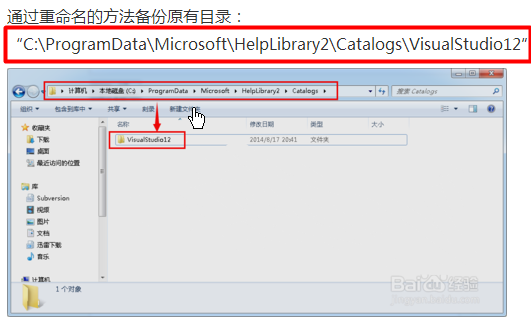 通过重命名的方法备份原有目录：
“C:\ProgramData\Microsoft\HelpLibrary2\Catalogs\VisualStudio12”
计算机 ▸ 本地磁盘 (C:) ▸ ProgramData ▸ Microsoft ▸ HelpLibrary2 ▸ Catalogs ▸
搜索 Catalogs
组织 包含到库中 共享 刻录 新建文件夹
名称 修改日期 类型 大小
收藏夹
下载
桌面
最近访问的位置
VisualStudio12 2014/8/17 20:41 文件夹
库
Subversion
视频
图片
文档
迅雷下载
音乐
计算机
1 个对象
Baidu 经验
jingyan.baidu.com